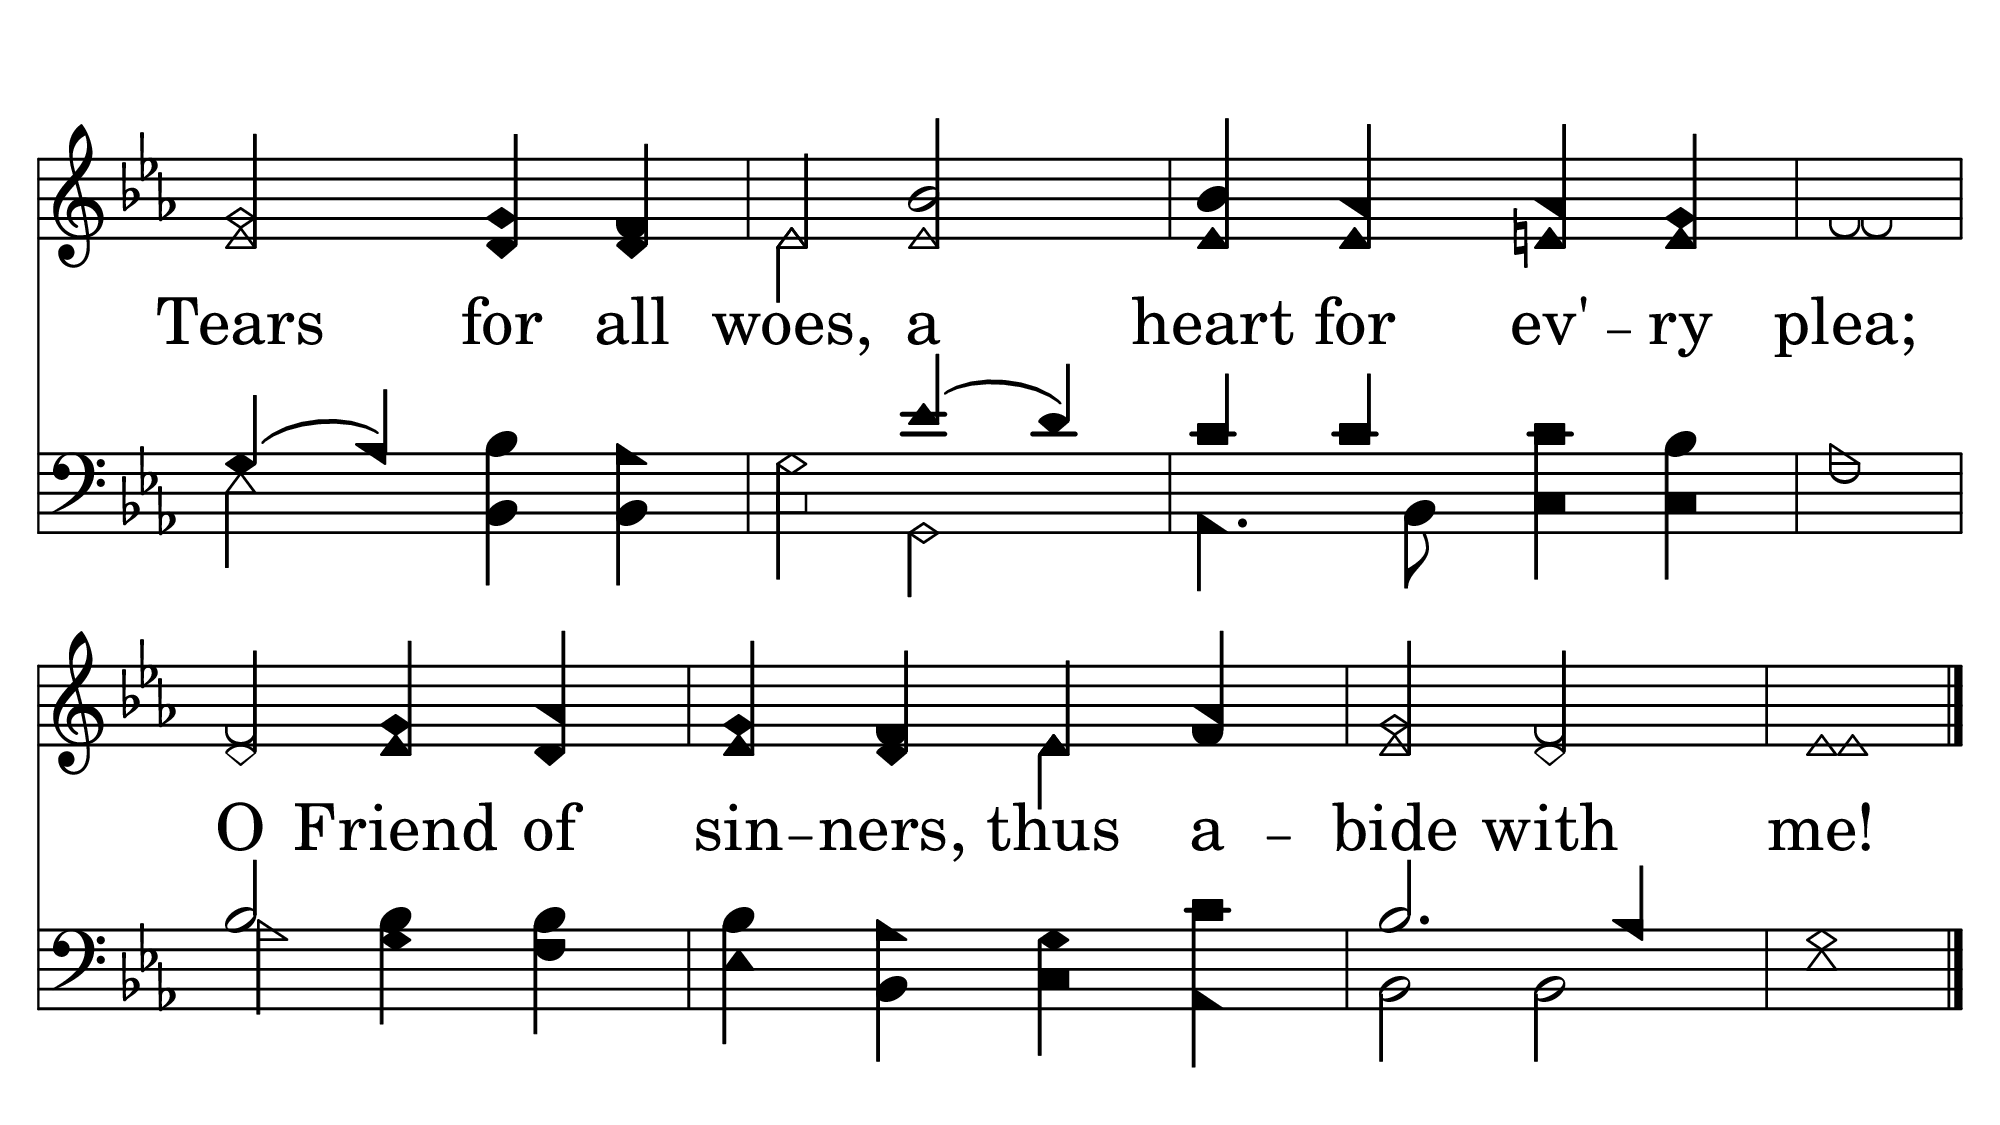 Tears for all woes, a heart for ev' – ry plea;
O Friend of sin – ners, thus a – bide with me!